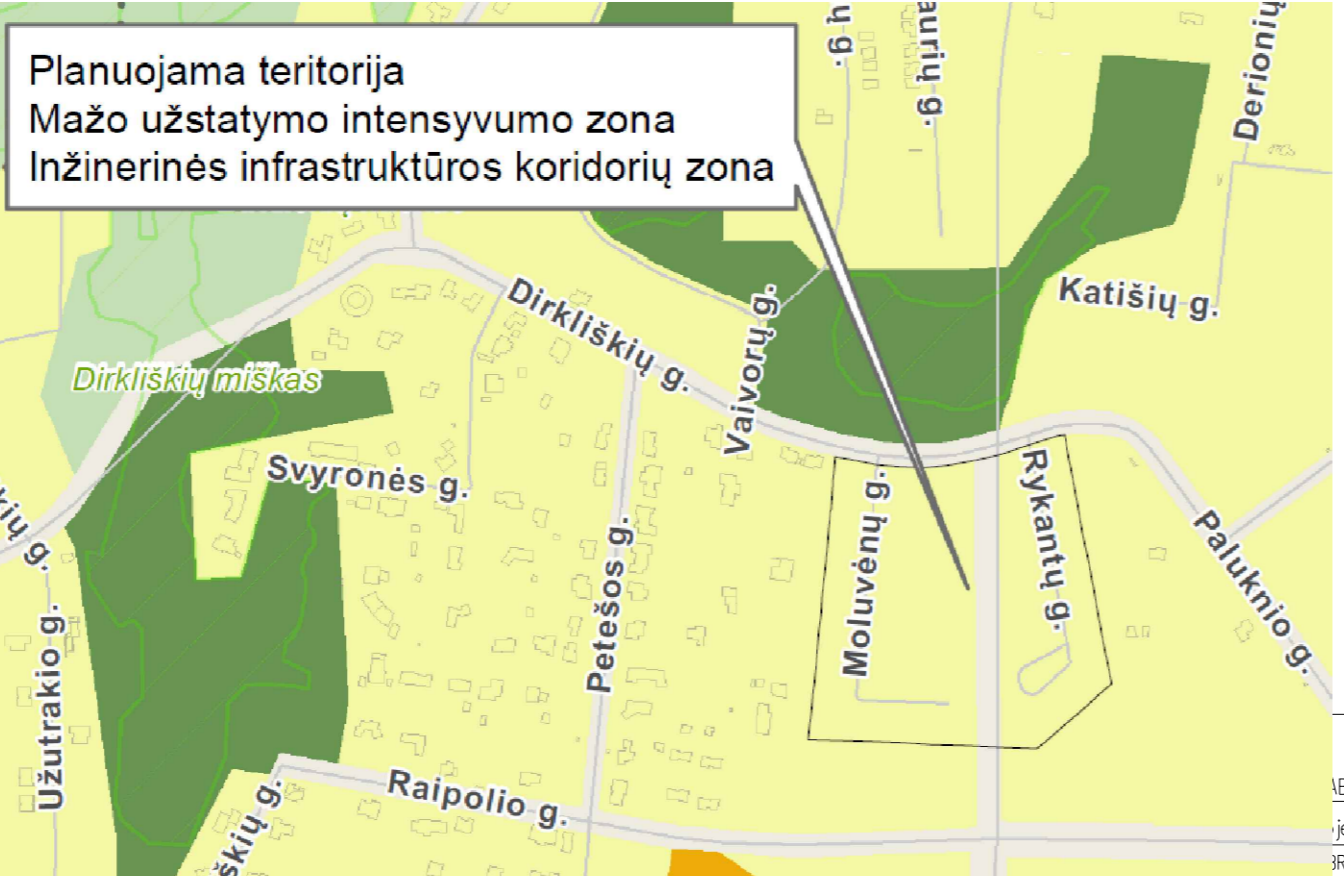 Planuojama teritorija
Mažo užstatymo intensyvumo zona
Inžinerinės infrastruktūros koridorių zona
Derionių
Katišių g.
Dirkliškių g.
Vaivorų g.
Dirkliškių miškas
Svyronės g.
Petešos g.
Moluvėnų g.
Rykantų g.
Paluknio g.
Užutrakio g.
Raipolio g.